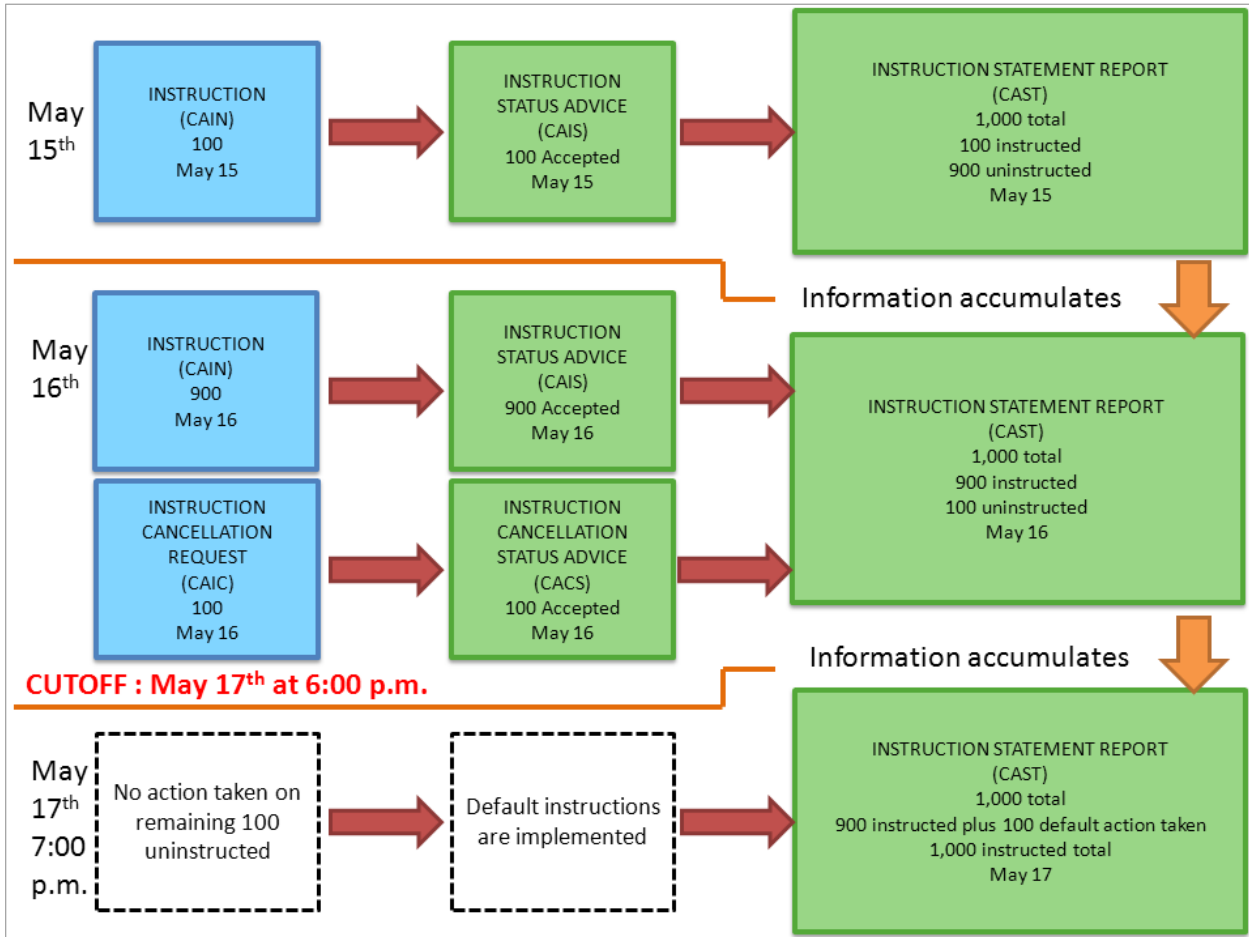 May
15th
INSTRUCTION
(CAIN)
100
May 15
INSTRUCTION
STATUS ADVICE
(CAIS)
100 Accepted
May 15
INSTRUCTION STATEMENT REPORT
(CAST)
1,000 total
100 instructed
900 uninstructed
May 15
Information accumulates
May
16th
INSTRUCTION
(CAIN)
900
May 16
INSTRUCTION
STATUS ADVICE
(CAIS)
900 Accepted
May 16
INSTRUCTION STATEMENT REPORT
(CAST)
1,000 total
900 instructed
100 uninstructed
May 16
INSTRUCTION
CANCELLATION
REQUEST
(CAIC)
100
May 16
INSTRUCTION
CANCELLATION
STATUS ADVICE
(CACS)
100 Accepted
May 16
Information accumulates
CUTOFF : May 17th at 6:00 p.m.
May
17th
7:00
p.m.
No action taken on
remaining 100
uninstructed
Default instructions
are implemented
INSTRUCTION STATEMENT REPORT
(CAST)
1,000 total
900 instructed plus 100 default action taken
1,000 instructed total
May 17